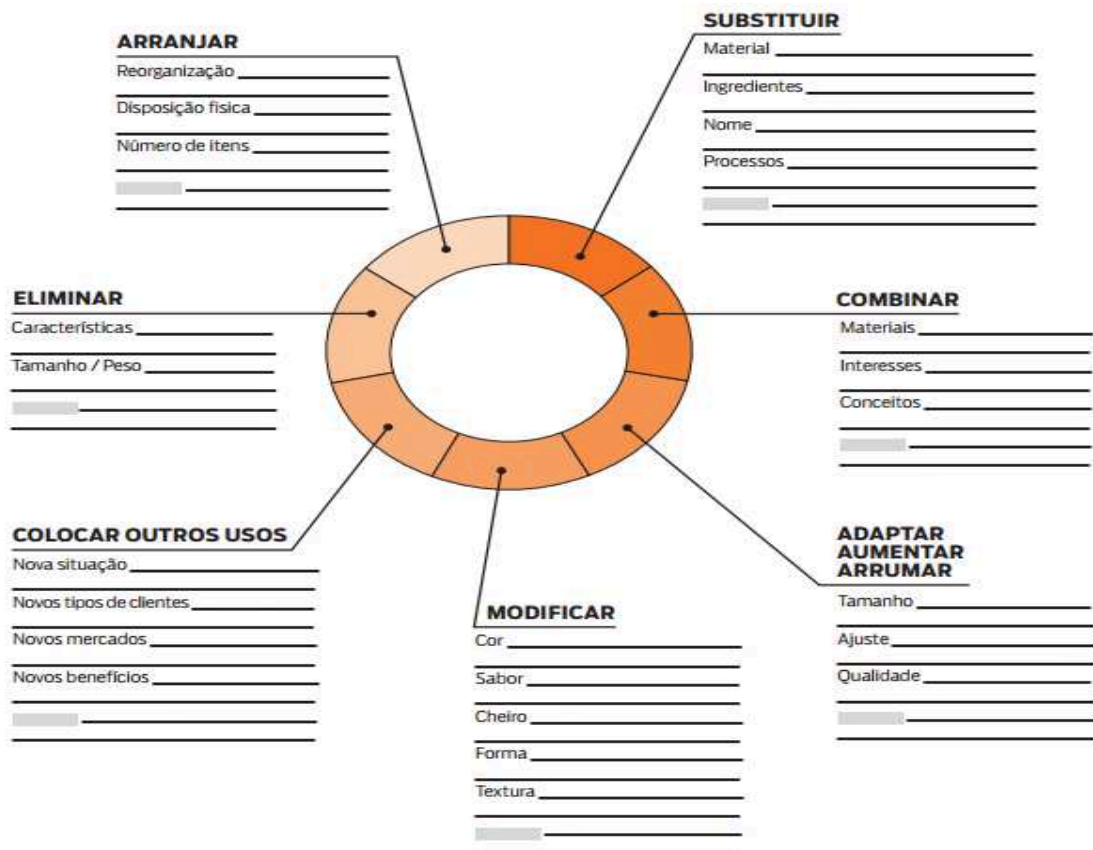 SUBSTITUIR
Material
Ingredientes
Nome
Processos
COMBINAR
Materiais
Interesses
Conceitos
ADAPTAR
AUMENTAR
ARRUMAR
Tamanho
Ajuste
Qualidade
MODIFICAR
Cor
Sabor
Cheiro
Forma
Textura
COLOCAR OUTROS USOS
Nova situação
Novos tipos de clientes
Novos mercados
Novos benefícios
ELIMINAR
Características
Tamanho / Peso
ARRANJAR
Reorganização
Disposição física
Número de itens